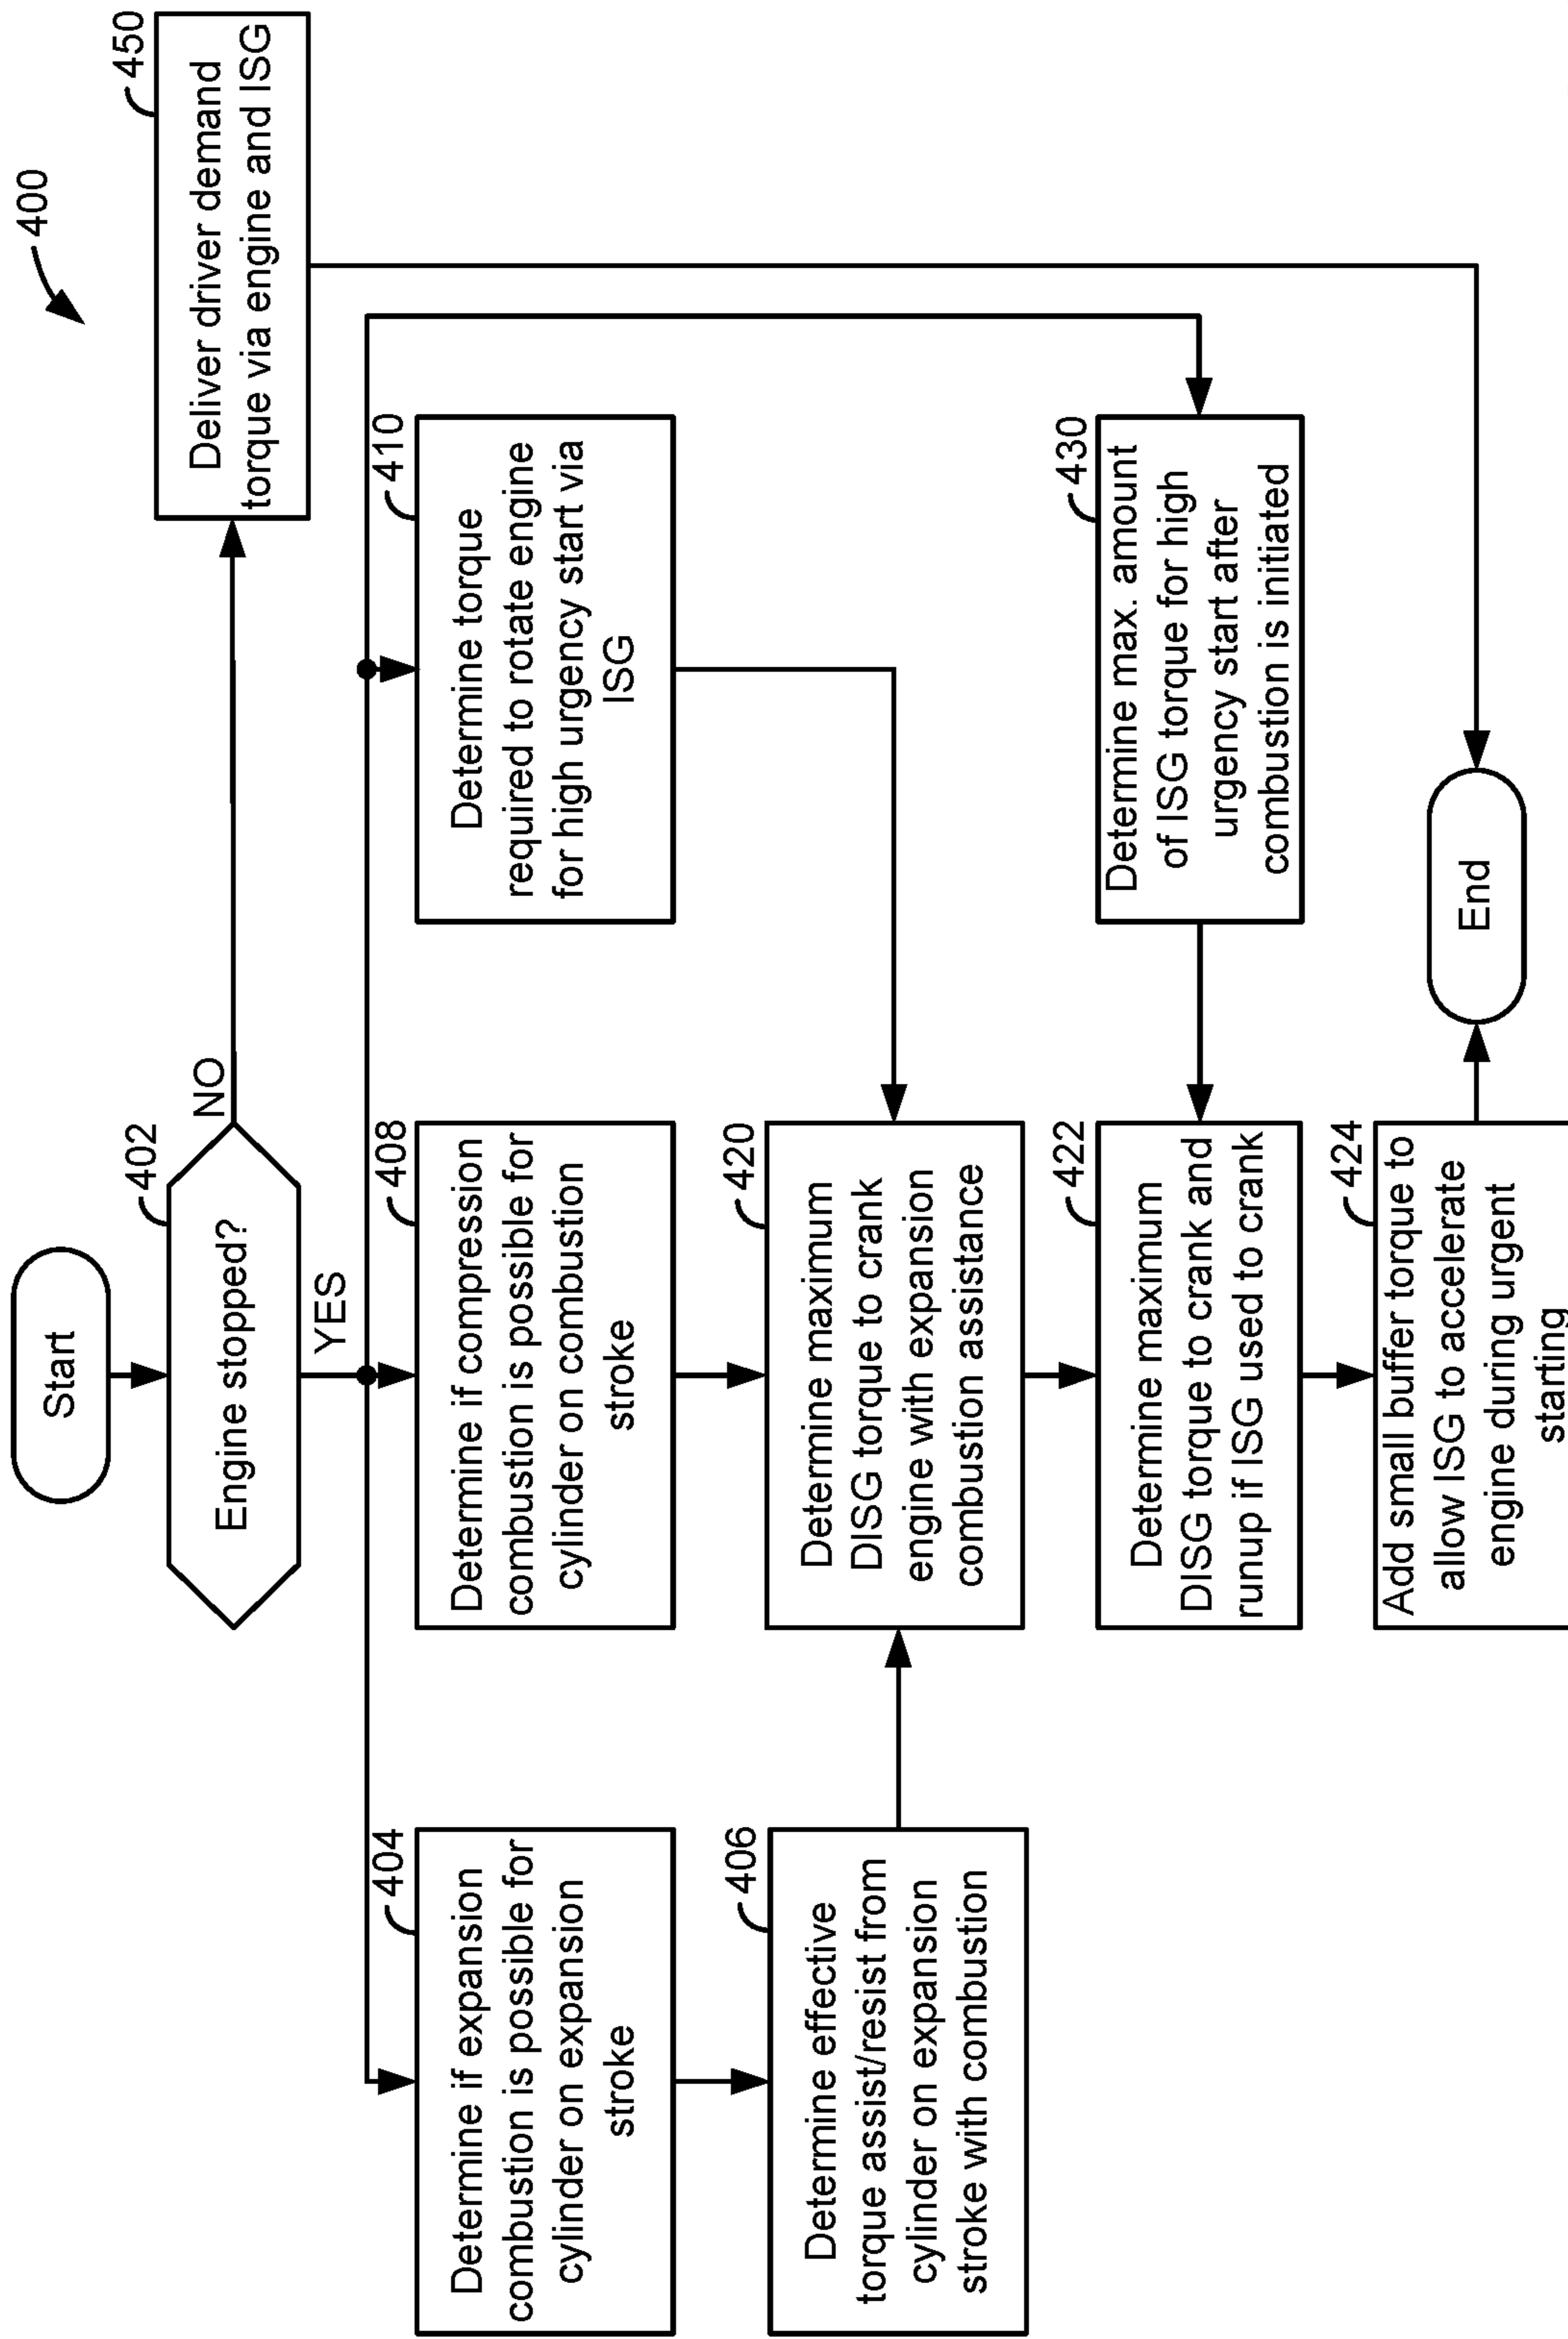 400
Start
402
Engine stopped?
NO
YES
450
Deliver driver demand
torque via engine and ISG
404
Determine if expansion
combustion is possible for
cylinder on expansion
stroke
408
Determine if compression
combustion is possible for
cylinder on combustion
stroke
410
Determine torque
required to rotate engine
for high urgency start via
ISG
406
Determine effective
torque assist/resist from
cylinder on expansion
stroke with combustion
420
Determine maximum
DISG torque to crank
engine with expansion
combustion assistance
422
Determine maximum
DISG torque to crank and
runup if ISG used to crank
430
Determine max. amount
of ISG torque for high
urgency start after
combustion is initiated
424
Add small buffer torque to
allow ISG to accelerate
engine during urgent
starting
End